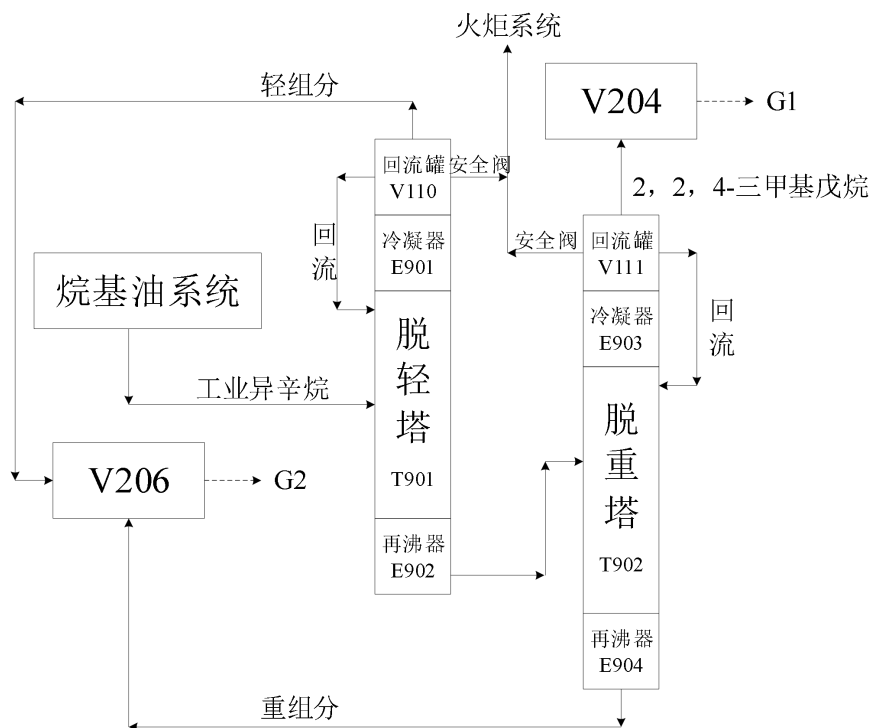 火炬系统
轻组分
V204
G1
回流罐
V110
安全阀
2，2，4-三甲基戊烷
回
流
冷凝器
E901
安全阀
回流罐
V111
烷基油系统
回
流
冷凝器
E903
脱
轻
塔
T901
工业异辛烷
脱
重
塔
T902
V206
G2
再沸器
E902
再沸器
E904
重组分